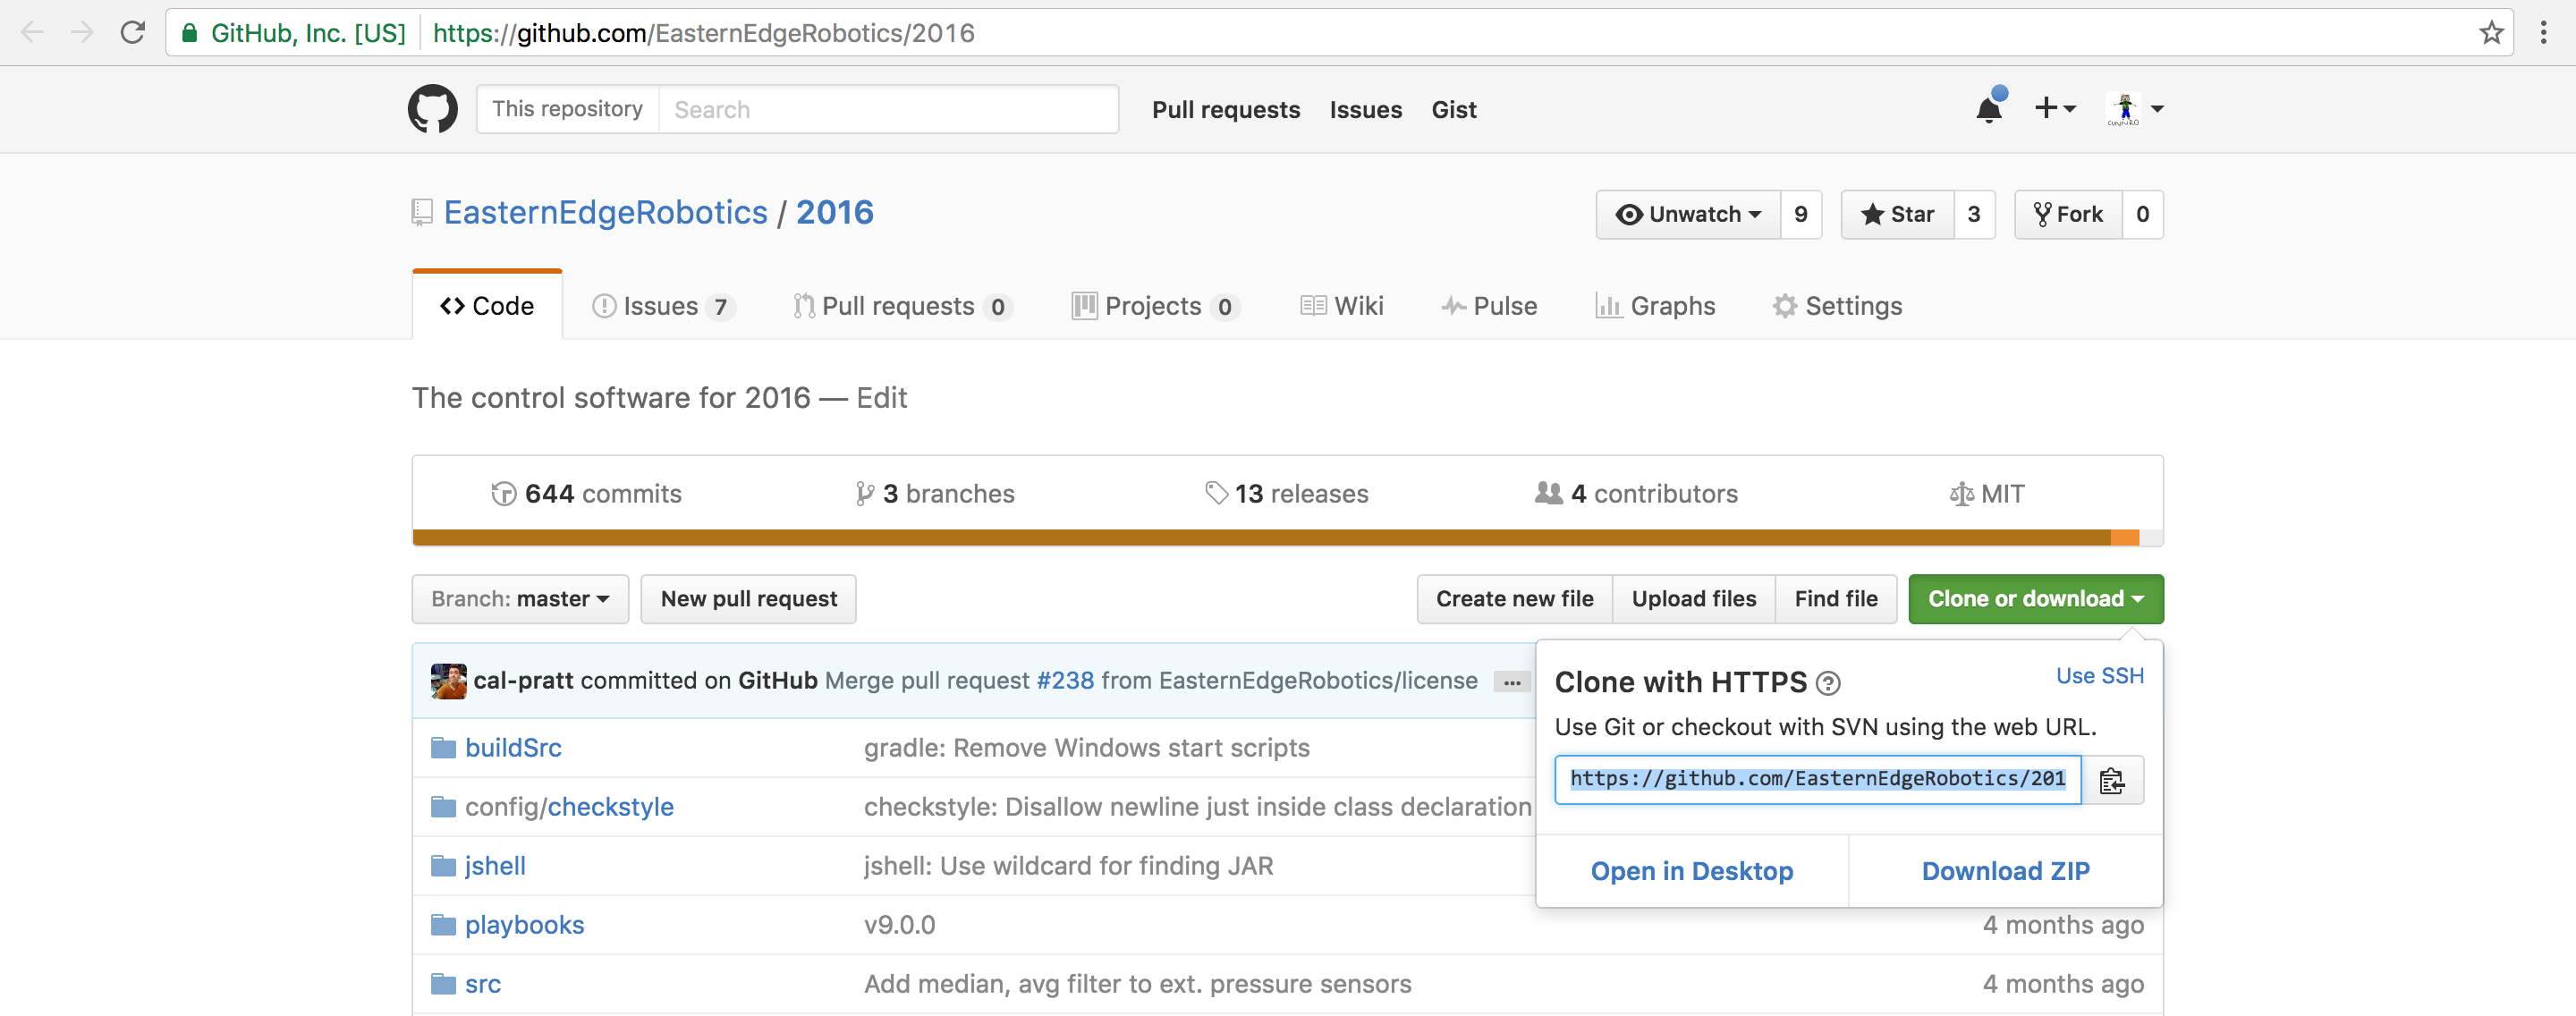 GitHub, Inc. [US] https://github.com/EasternEdgeRobotics/2016
This repository Search Pull requests Issues Gist
EasternEdgeRobotics / 2016 Unwatch 9 Star 3 Fork 0
Code Issues 7 Pull requests 0 Projects 0 Wiki Pulse Graphs Settings
The control software for 2016 — Edit
644 commits 3 branches 13 releases 4 contributors MIT
Branch: master New pull request Create new file Upload files Find file Clone or download
cal-pratt committed on GitHub Merge pull request #238 from EasternEdgeRobotics/license …
Clone with HTTPS ? Use SSH
Use Git or checkout with SVN using the web URL.
https://github.com/EasternEdgeRobotics/201
Open in Desktop Download ZIP
buildSrc gradle: Remove Windows start scripts
config/checkstyle checkstyle: Disallow newline just inside class declaration
jshell jshell: Use wildcard for finding JAR
playbooks v9.0.0 4 months ago
src Add median, avg filter to ext. pressure sensors 4 months ago